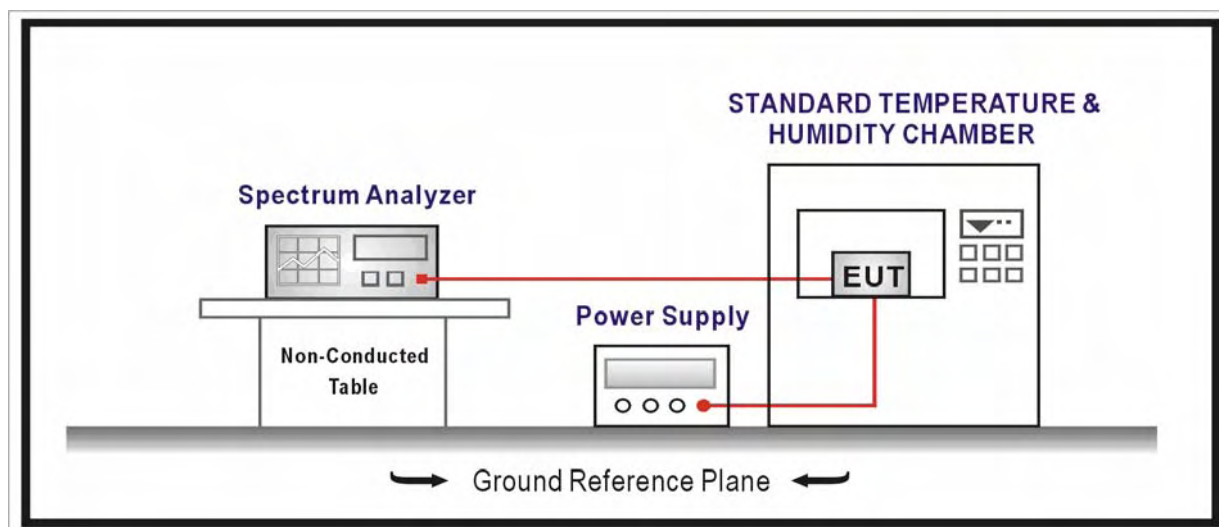 STANDARD TEMPERATURE &
HUMIDITY CHAMBER
Spectrum Analyzer
EUT
Power Supply
Non-Conducted
Table
Ground Reference Plane